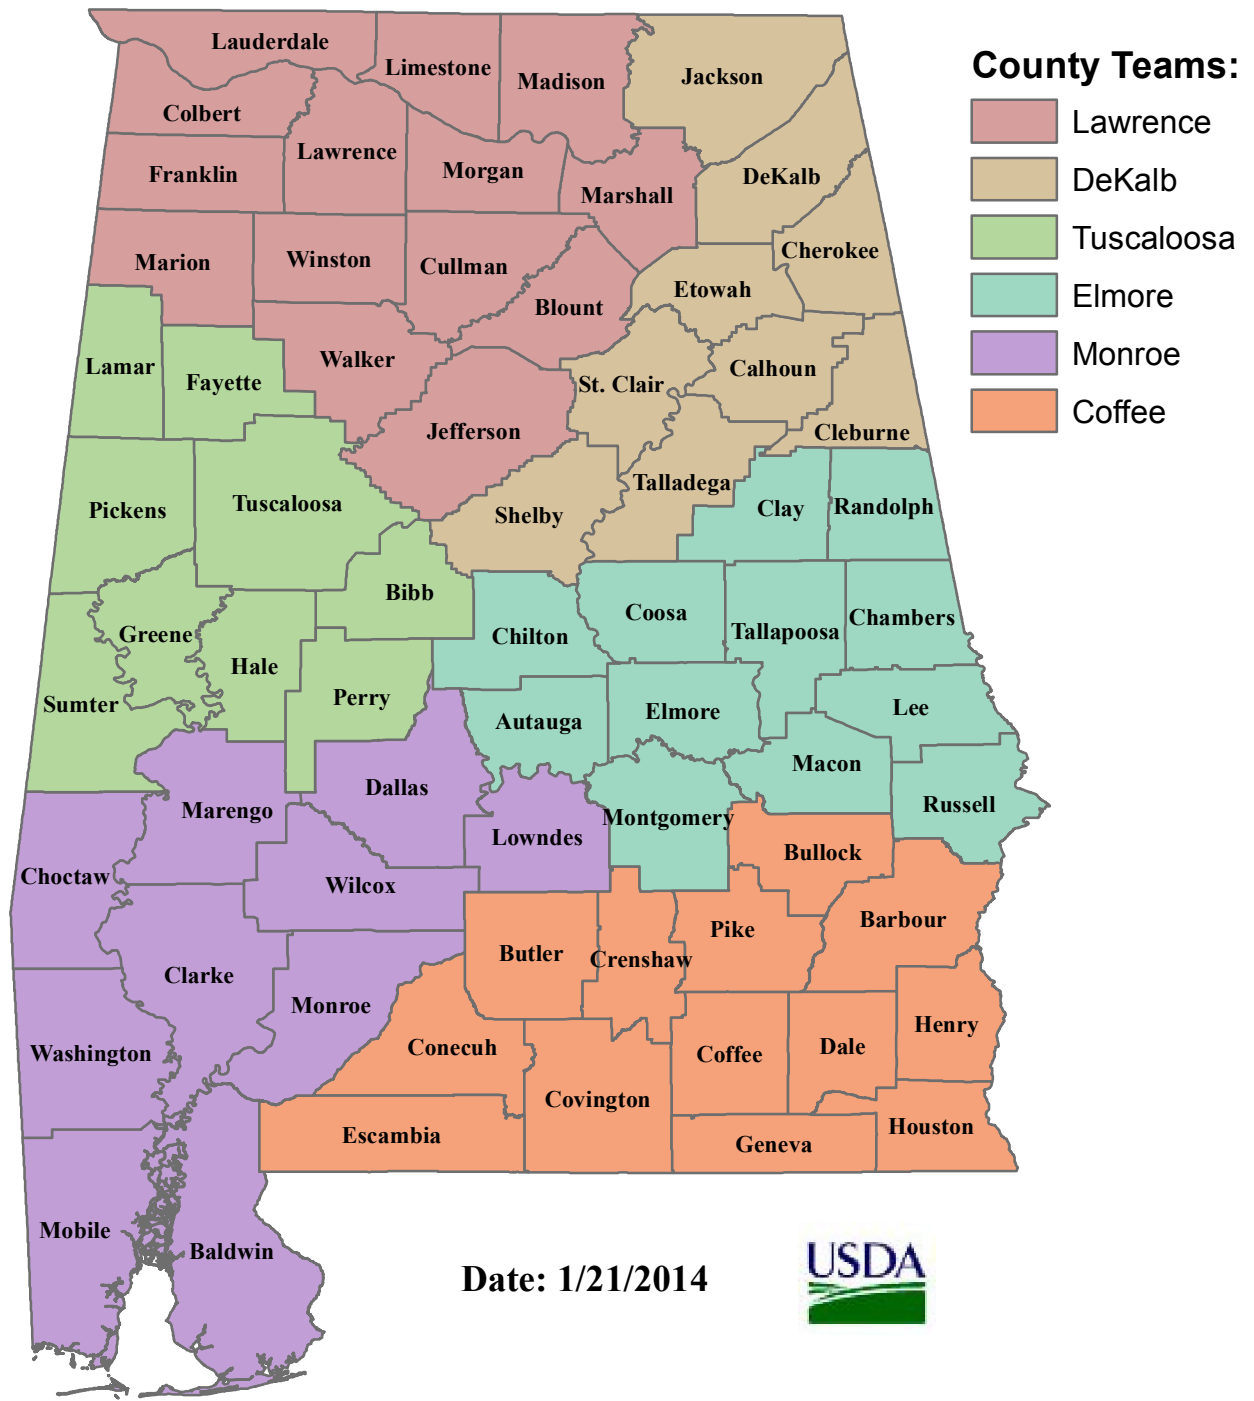 County Teams:
Lawrence
DeKalb
Tuscaloosa
Elmore
Monroe
Coffee
Lauderdale
Limestone
Madison
Jackson
Colbert
Lawrence
Franklin
Morgan
DeKalb
Marshall
Marion
Winston
Cullman
Cherokee
Etowah
Blount
Lamar
Fayette
Walker
St. Clair
Calhoun
Jefferson
Cleburne
Pickens
Tuscaloosa
Shelby
Talladega
Clay
Randolph
Bibb
Greene
Hale
Chilton
Coosa
Tallapoosa
Chambers
Sumter
Perry
Autauga
Elmore
Lee
Macon
Marengo
Dallas
Lowndes
Montgomery
Russell
Choctaw
Wilcox
Bullock
Barbour
Butler
Crenshaw
Pike
Clarke
Monroe
Washington
Conecuh
Coffee
Dale
Henry
Covington
Escambia
Geneva
Houston
Mobile
Baldwin
Date: 1/21/2014
USDA